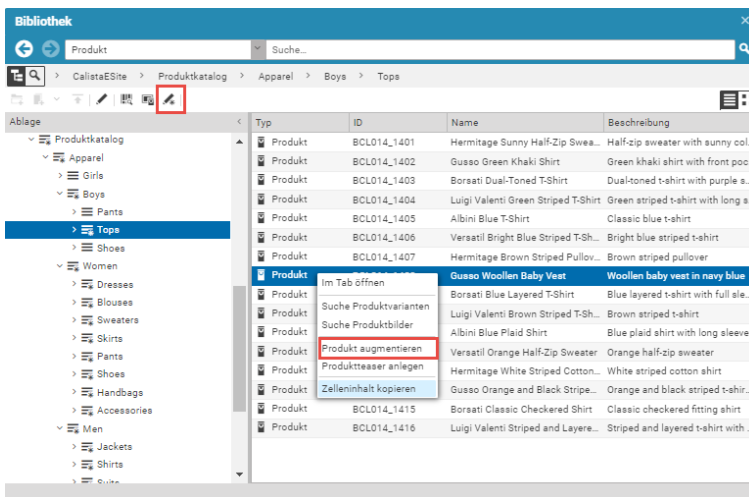 Bibliothek
Produkt Suche...
> CalistaESite > Produktkatalog > Apparel > Boys > Tops
Ablage
Produktkatalog
Apparel
Girls
Boys
Pants
Tops
Shoes
Women
Dresses
Blouses
Sweaters
Skirts
Pants
Shoes
Handbags
Accessories
Men
Jackets
Shirts
Suits
Typ ID Name Beschreibung
Produkt BCL014_1401 Hermitage Sunny Half-Zip Swea... Half-zip sweater with sunny col.
Produkt BCL014_1402 Gusso Green Khaki Shirt Green khaki shirt with front poc
Produkt BCL014_1403 Borsati Dual-Toned T-Shirt Dual-toned t-shirt with purple s..
Produkt BCL014_1404 Luigi Valenti Green Striped T-Shirt Green striped t-shirt with long s
Produkt BCL014_1405 Albini Blue T-Shirt Classic blue t-shirt
Produkt BCL014_1406 Versatil Bright Blue Striped T-Sh... Bright blue striped t-shirt
Produkt BCL014_1407 Hermitage Brown Striped Pullov... Brown striped pullover
Produkt Gusso Woollen Baby Vest Woollen baby vest in navy blue
Produkt Borsati Blue Layered T-Shirt Blue layered t-shirt with full sle..
Produkt Luigi Valenti Brown Striped T-Sh... Brown striped t-shirt
Produkt Albini Blue Plaid Shirt Blue plaid shirt with long sleeve
Produkt Versatil Orange Half-Zip Sweater Orange half-zip sweater
Produkt Hermitage White Striped Cotton... White striped cotton shirt
Produkt Gusso Orange and Black Stripe... Orange and black striped t-shir..
Produkt BCL014_1415 Borsati Classic Checkered Shirt Classic checkered fitting shirt
Produkt BCL014_1416 Luigi Valenti Striped and Layere... Striped and layered t-shirt with .
Im Tab öffnen
Suche Produktvarianten
Suche Produktbilder
Produkt augmentieren
Produktteaser anlegen
Zelleninhalt kopieren